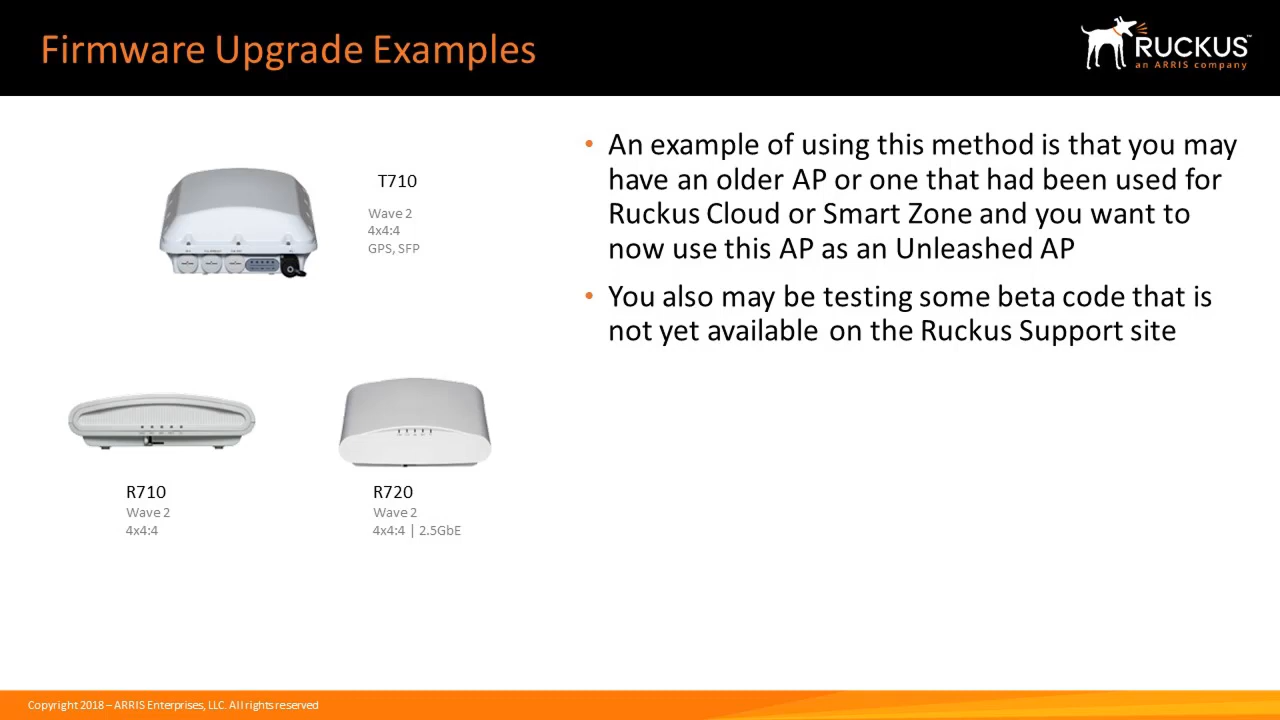 Firmware Upgrade Examples
RUCKUS™
an ARRIS company
T710
Wave 2
4x4:4
GPS, SFP
R710
Wave 2
4x4:4
R720
Wave 2
4x4:4 | 2.5GbE
• An example of using this method is that you may
have an older AP or one that had been used for
Ruckus Cloud or Smart Zone and you want to
now use this AP as an Unleashed AP
• You also may be testing some beta code that is
not yet available on the Ruckus Support site
Copyright 2018 – ARRIS Enterprises, LLC. All rights reserved